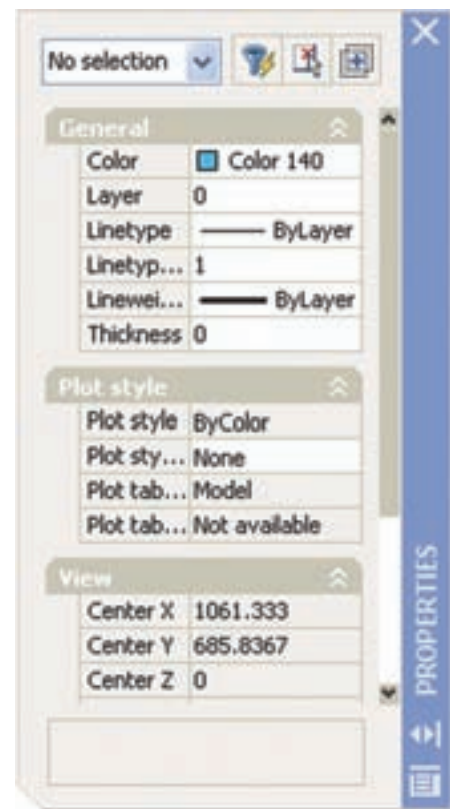 No selection
General
Color Color 140
Layer 0
Linetype ByLayer
Linetyp... 1
Linewei... ByLayer
Thickness 0
Plot style
Plot style ByColor
Plot sty... None
Plot tab... Model
Plot tab... Not available
View
Center X 1061.333
Center Y 685.8367
Center Z 0
PROPERTIES